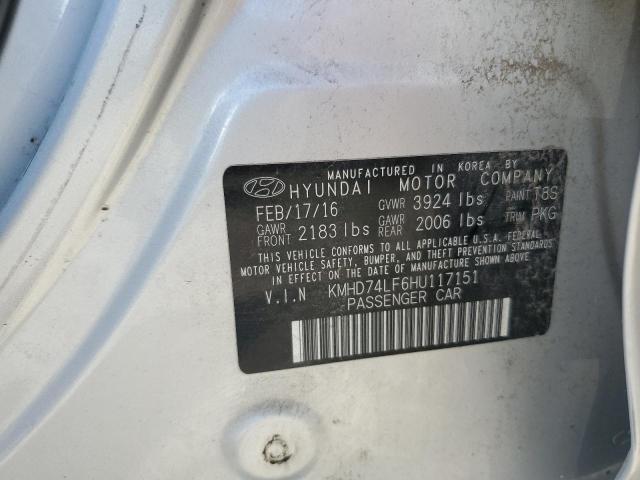 MANUFACTURED IN KOREA BY
HYUNDAI MOTOR COMPANY
FEB/17/16 GVWR 3924 lbs PAINT T8S
GAWR FRONT 2183 lbs GAWR REAR 2006 lbs TRIM PKG
THIS VEHICLE CONFORMS TO ALL APPLICABLE U.S.A. FEDERAL
MOTOR VEHICLE SAFETY, BUMPER, AND THEFT PREVENTION STANDARDS
IN EFFECT ON THE DATE OF MANUFACTURE SHOWN ABOVE.
V.I.N KMHD74LF6HU117151
PASSENGER CAR